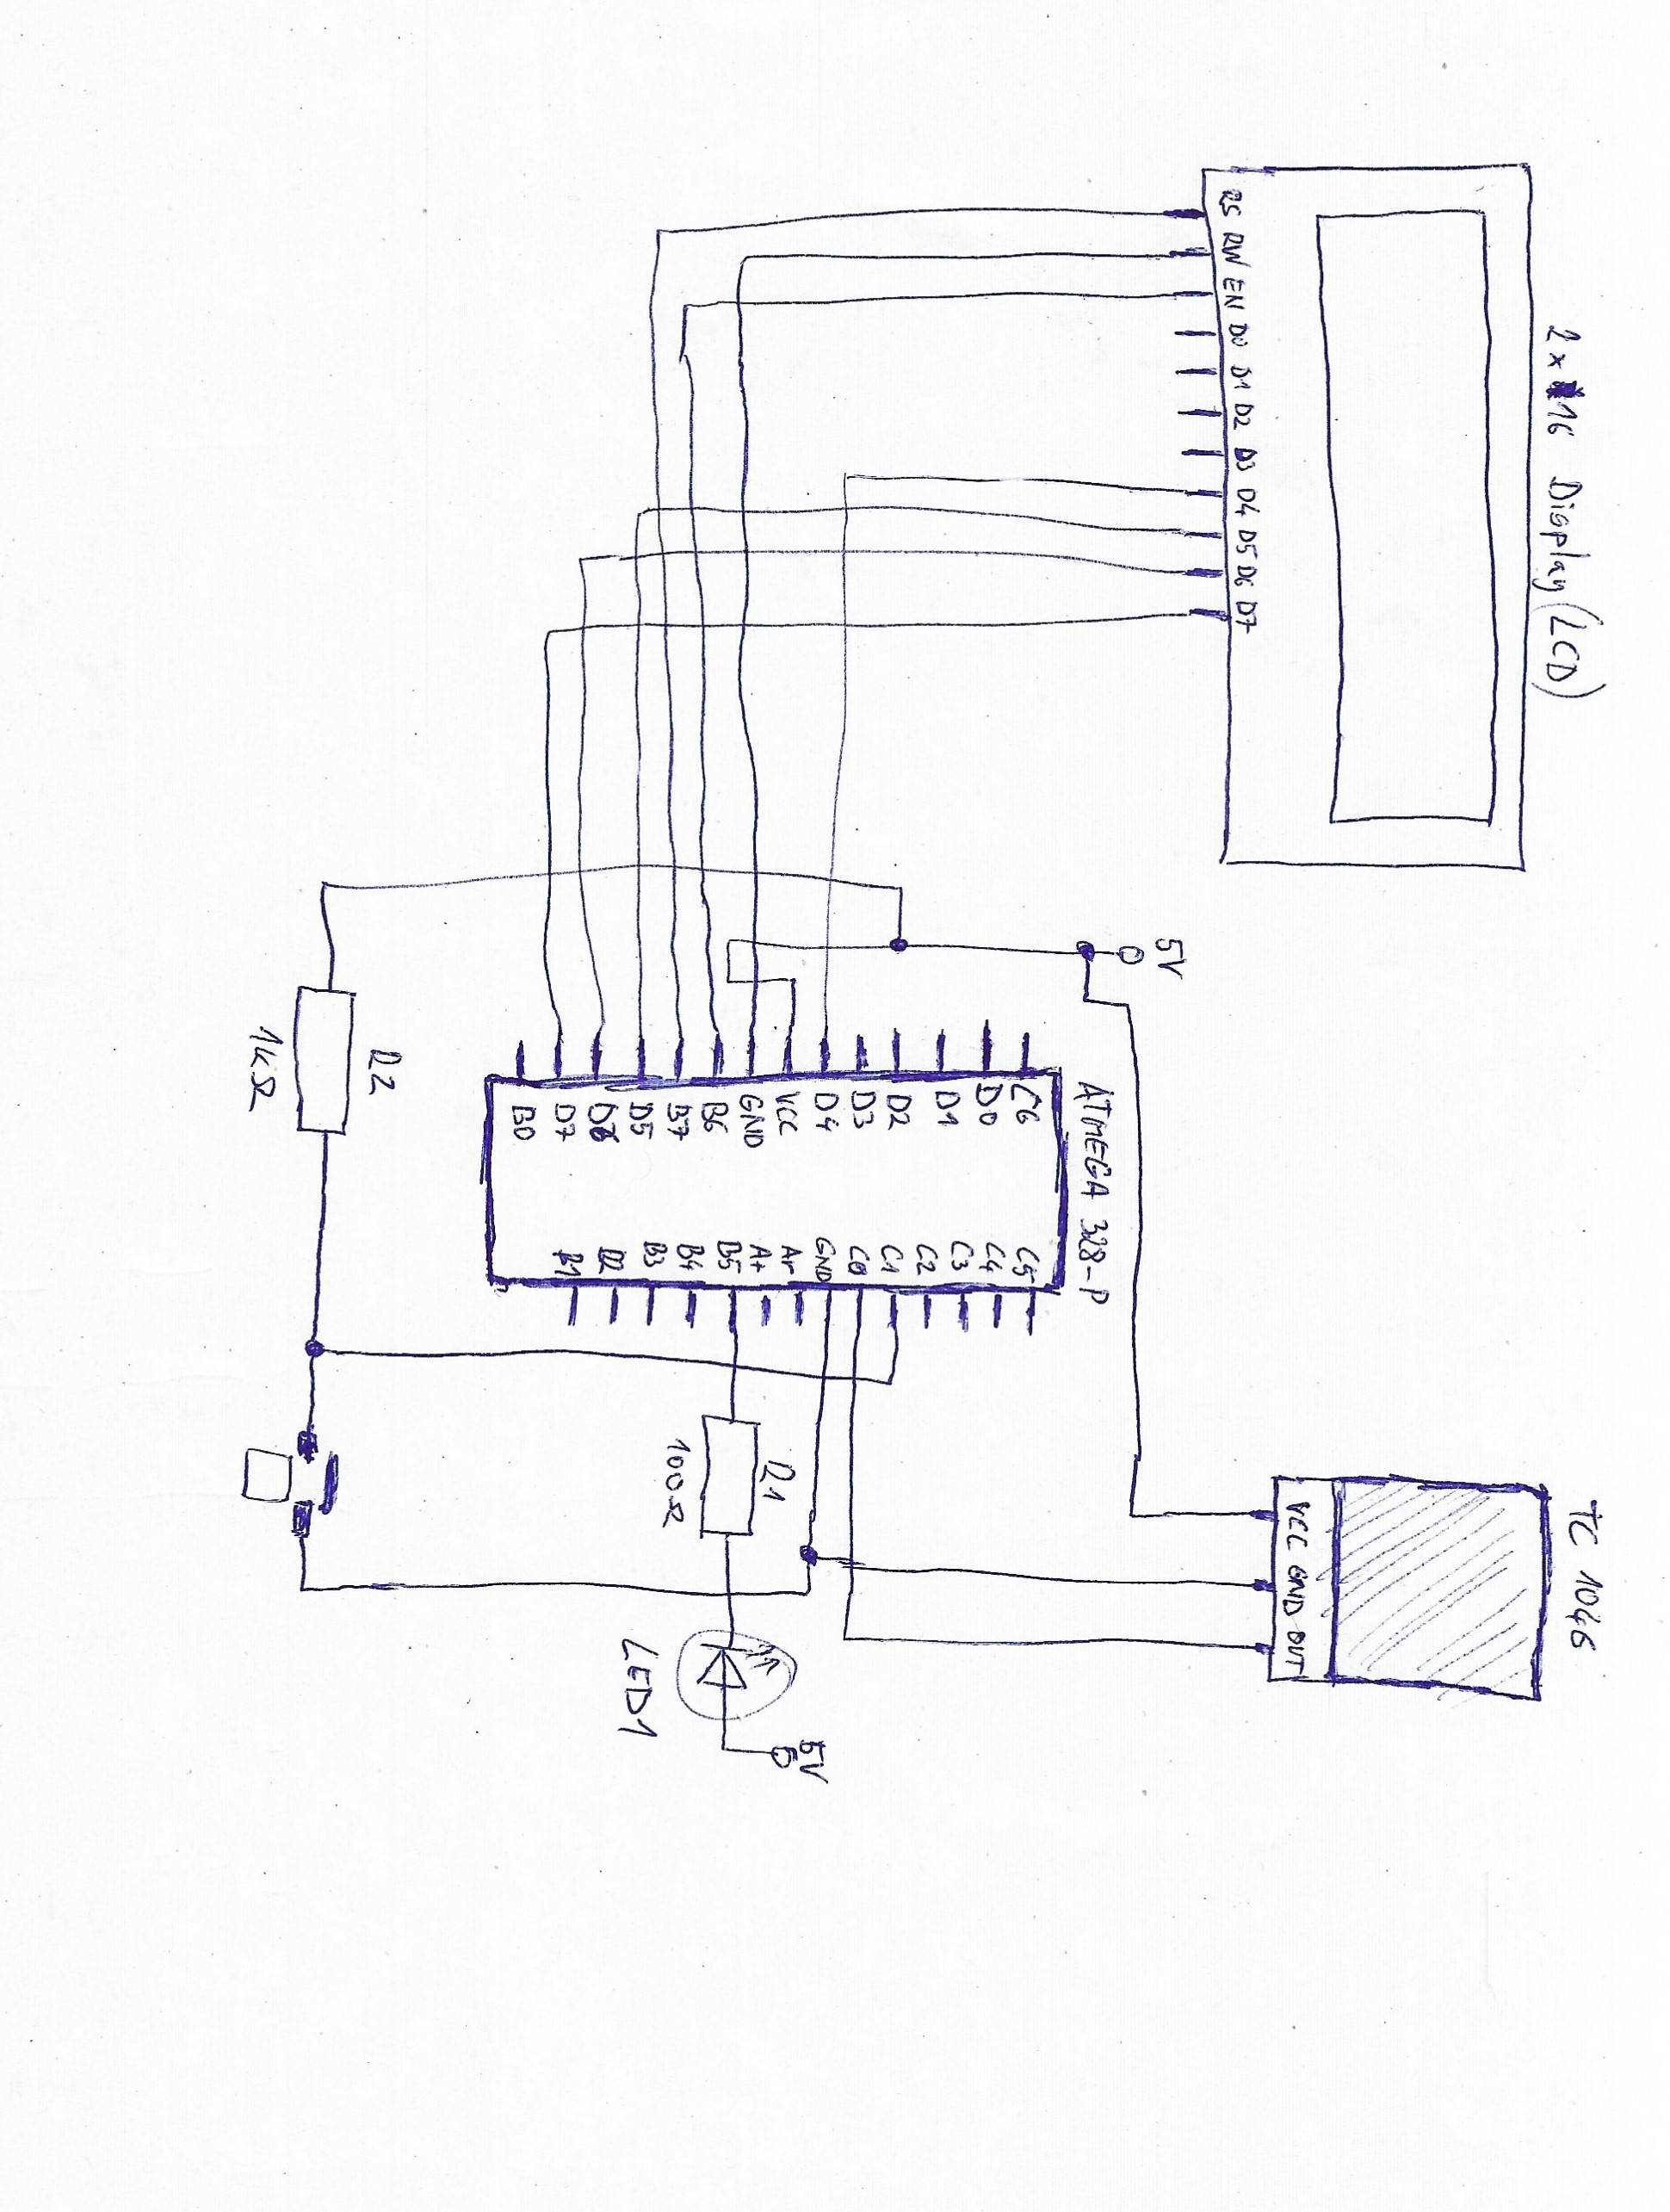 2 x 16 Display (LCD)
TC 1046
RS RW EN D0 D1 D2 D3 D4 D5 D6 D7
VCC GND OUT
5V
ATMEGA 328-P
C6 C5
D0 C4
D1 C3
D2 C2
D3 C1
D4 C0
VCC GND
GND Ar
B6 A+
B7 B5
D5 B4
D6 B3
D7 B2
B0 B1
5V
R1
100Ω
LED1
R2
1kΩ